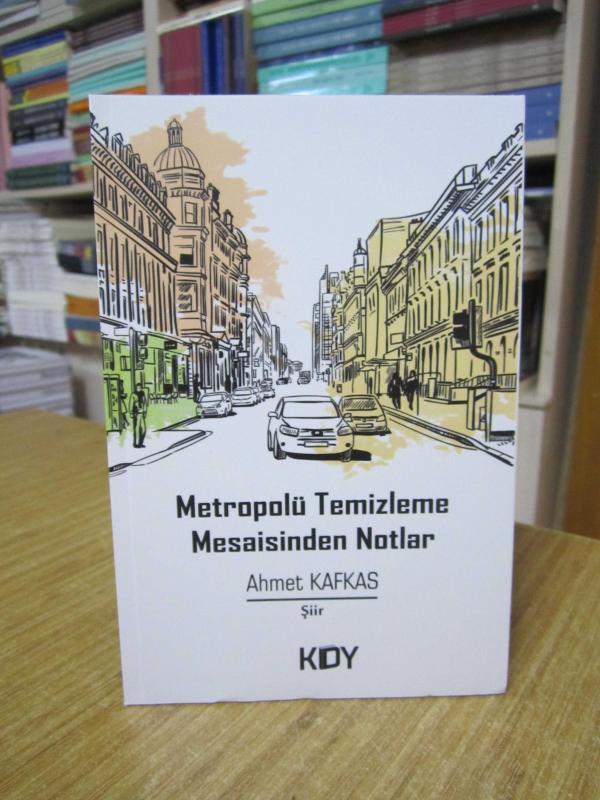 Metropolü Temizleme
Mesaisinden Notlar
Ahmet KAFKAS
Şiir
KDY